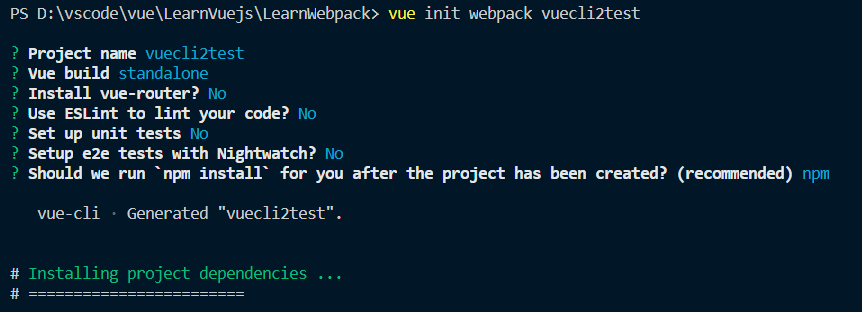 PS D:\vscode\vue\LearnVuejs\LearnWebpack> vue init webpack vuecli2test
? Project name vuecli2test
? Vue build standalone
? Install vue-router? No
? Use ESLint to lint your code? No
? Set up unit tests No
? Setup e2e tests with Nightwatch? No
? Should we run `npm install` for you after the project has been created? (recommended) npm
vue-cli · Generated "vuecli2test".
# Installing project dependencies ...
# ========================